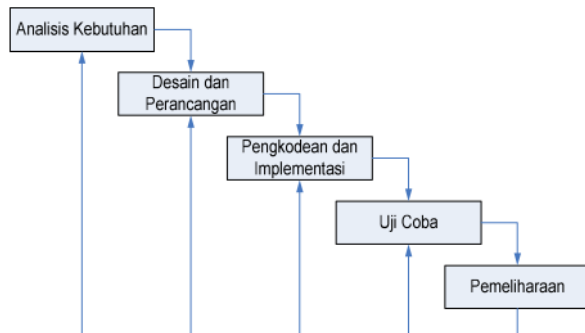 Analisis Kebutuhan
Desain dan
Perancangan
Pengkodean dan
Implementasi
Uji Coba
Pemeliharaan